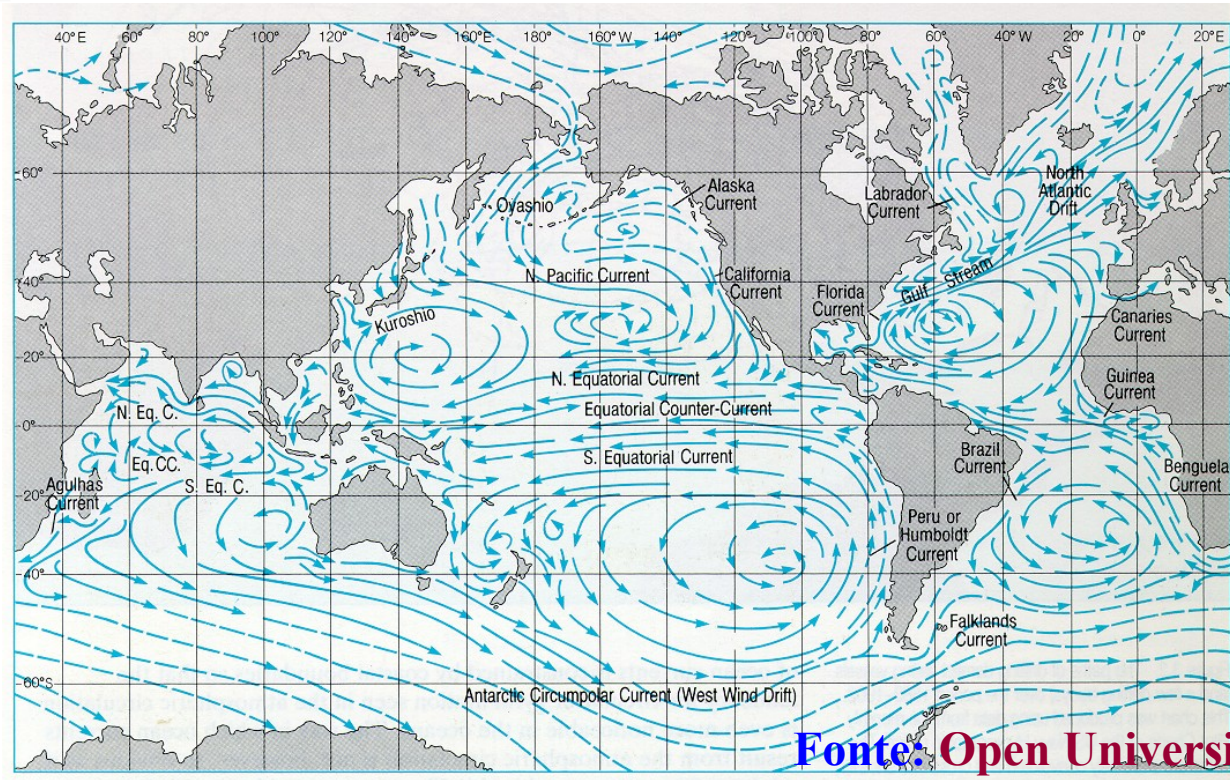 40°E 60° 80° 100° 120° 140° 160°E 180° 160°W 140° 120° 100° 80° 60° 40°W 20° 0° 20°E
60°
Oyashio
Alaska
Current
Labrador
Current
North
Atlantic
Drift
N. Pacific Current
40°
California
Current
Florida
Current
Gulf Stream
Kuroshio
Canaries
Current
20°
N. Equatorial Current
Guinea
Current
N. Eq. C.
Equatorial Counter-Current
0°
Eq.CC.
S. Equatorial Current
Brazil
Current
Benguela
Current
Agulhas
Current
S. Eq. C.
20°
Peru or
Humboldt
Current
40°
Falklands
Current
60°S
Antarctic Circumpolar Current (West Wind Drift)
Fonte: Open Universi